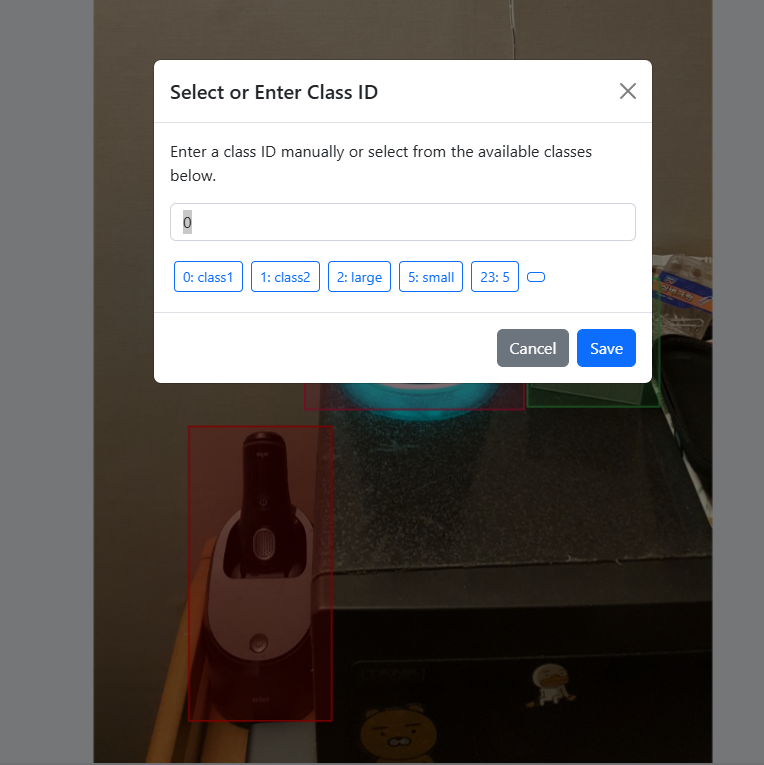 Select or Enter Class ID
Enter a class ID manually or select from the available classes
below.
0
0: class1
1: class2
2: large
5: small
23: 5
Cancel
Save